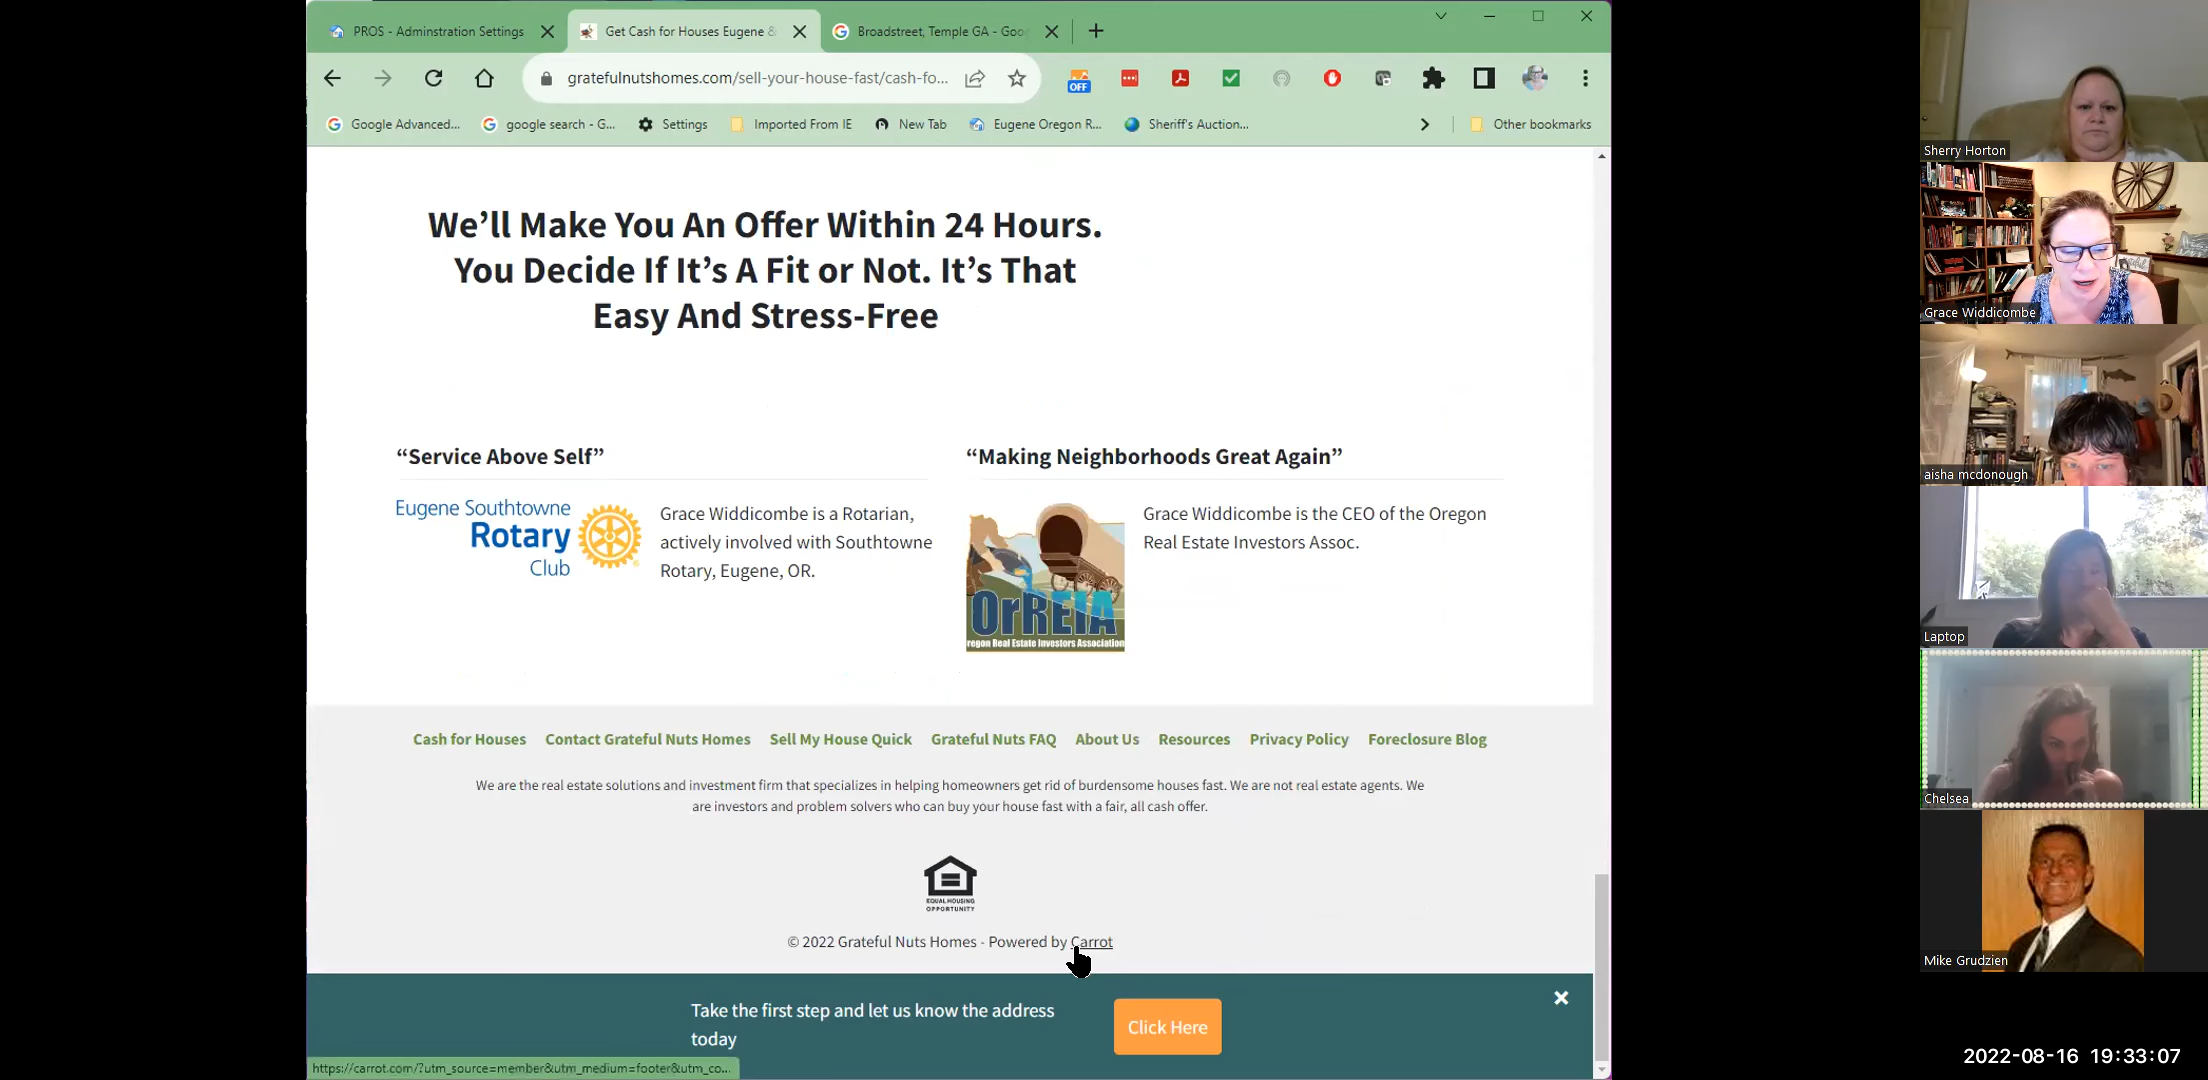 PROS - Adminstration Settings
Get Cash for Houses Eugene &
Broadstreet, Temple GA - Goo
gratefulnutshomes.com/sell-your-house-fast/cash-fo...
OFF
Google Advanced...
google search - G...
Settings
Imported From IE
New Tab
Eugene Oregon R...
Sheriff's Auction...
Other bookmarks
We'll Make You An Offer Within 24 Hours.
You Decide If It's A Fit or Not. It's That
Easy And Stress-Free
“Service Above Self”
Eugene Southtowne
Rotary
Club
Grace Widdicombe is a Rotarian,
actively involved with Southtowne
Rotary, Eugene, OR.
“Making Neighborhoods Great Again”
OrREIA
regon Real Estate Investors Association
Grace Widdicombe is the CEO of the Oregon
Real Estate Investors Assoc.
Cash for Houses
Contact Grateful Nuts Homes
Sell My House Quick
Grateful Nuts FAQ
About Us
Resources
Privacy Policy
Foreclosure Blog
We are the real estate solutions and investment firm that specializes in helping homeowners get rid of burdensome houses fast. We are not real estate agents. We
are investors and problem solvers who can buy your house fast with a fair, all cash offer.
EQUAL HOUSING
OPPORTUNITY
© 2022 Grateful Nuts Homes - Powered by Carrot
Take the first step and let us know the address
today
Click Here
https://carrot.com/?utm_source=member&utm_medium=footer&utm_co...
Sherry Horton
Grace Widdicombe
aisha mcdonough
Laptop
Chelsea
Mike Grudzien
2022-08-16 19:33:07